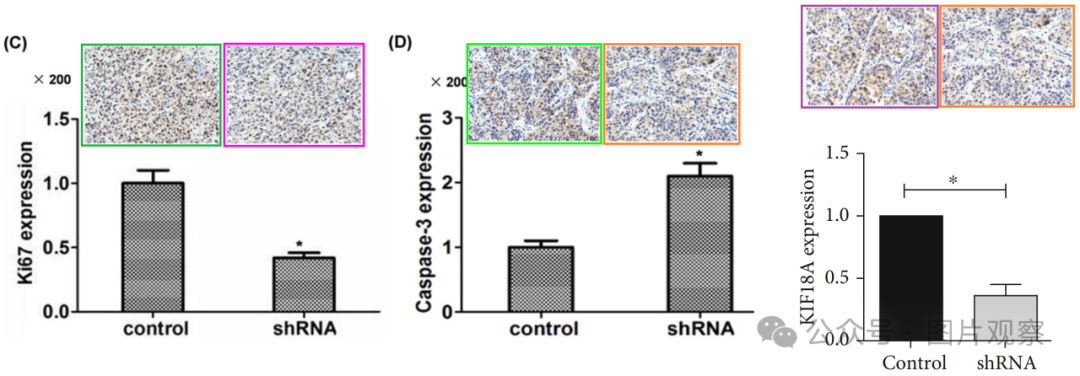 (C)
× 200
Ki67 expression
1.5
1.0
0.5
0.0
*
control
shRNA
(D)
× 200
Caspase-3 expression
3
2
1
0
*
control
shRNA
KIF18A expression
1.5
1.0
0.5
0.0
*
Control
shRNA
公众号 · 图片观察